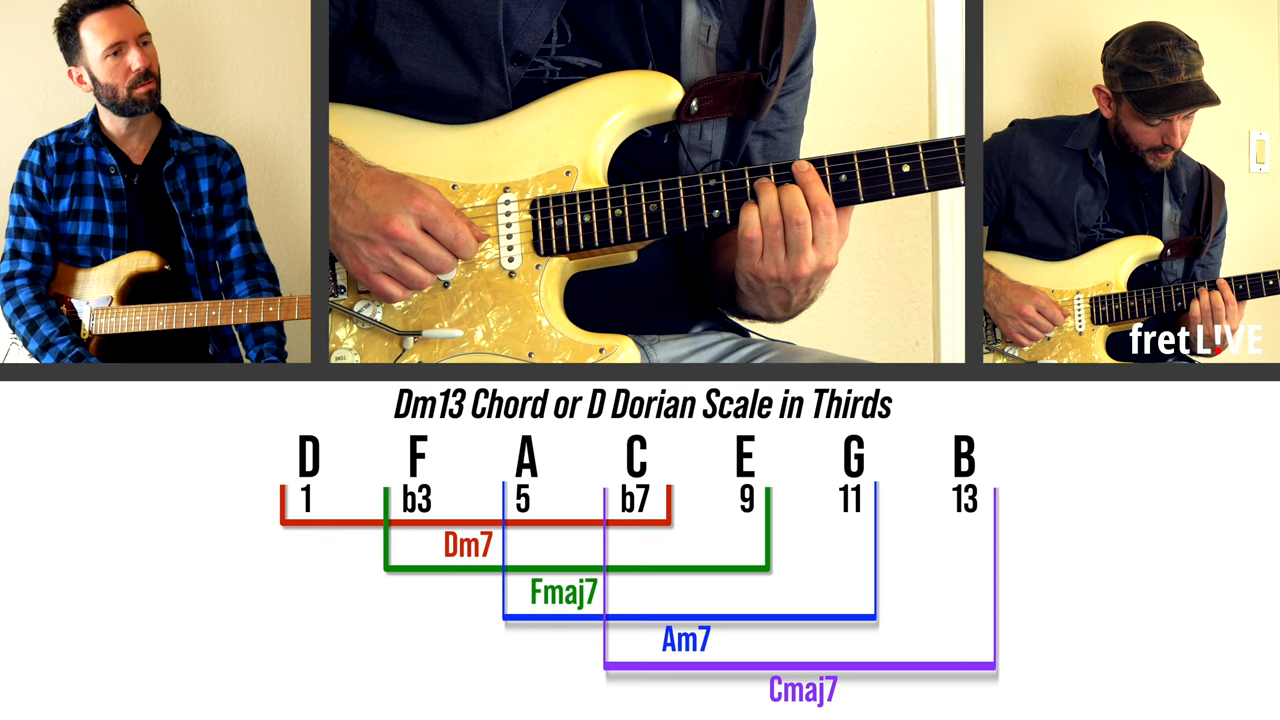 fret L!VE
Dm13 Chord or D Dorian Scale in Thirds
D F A C E G B
1 b3 5 b7 9 11 13
Dm7
Fmaj7
Am7
Cmaj7